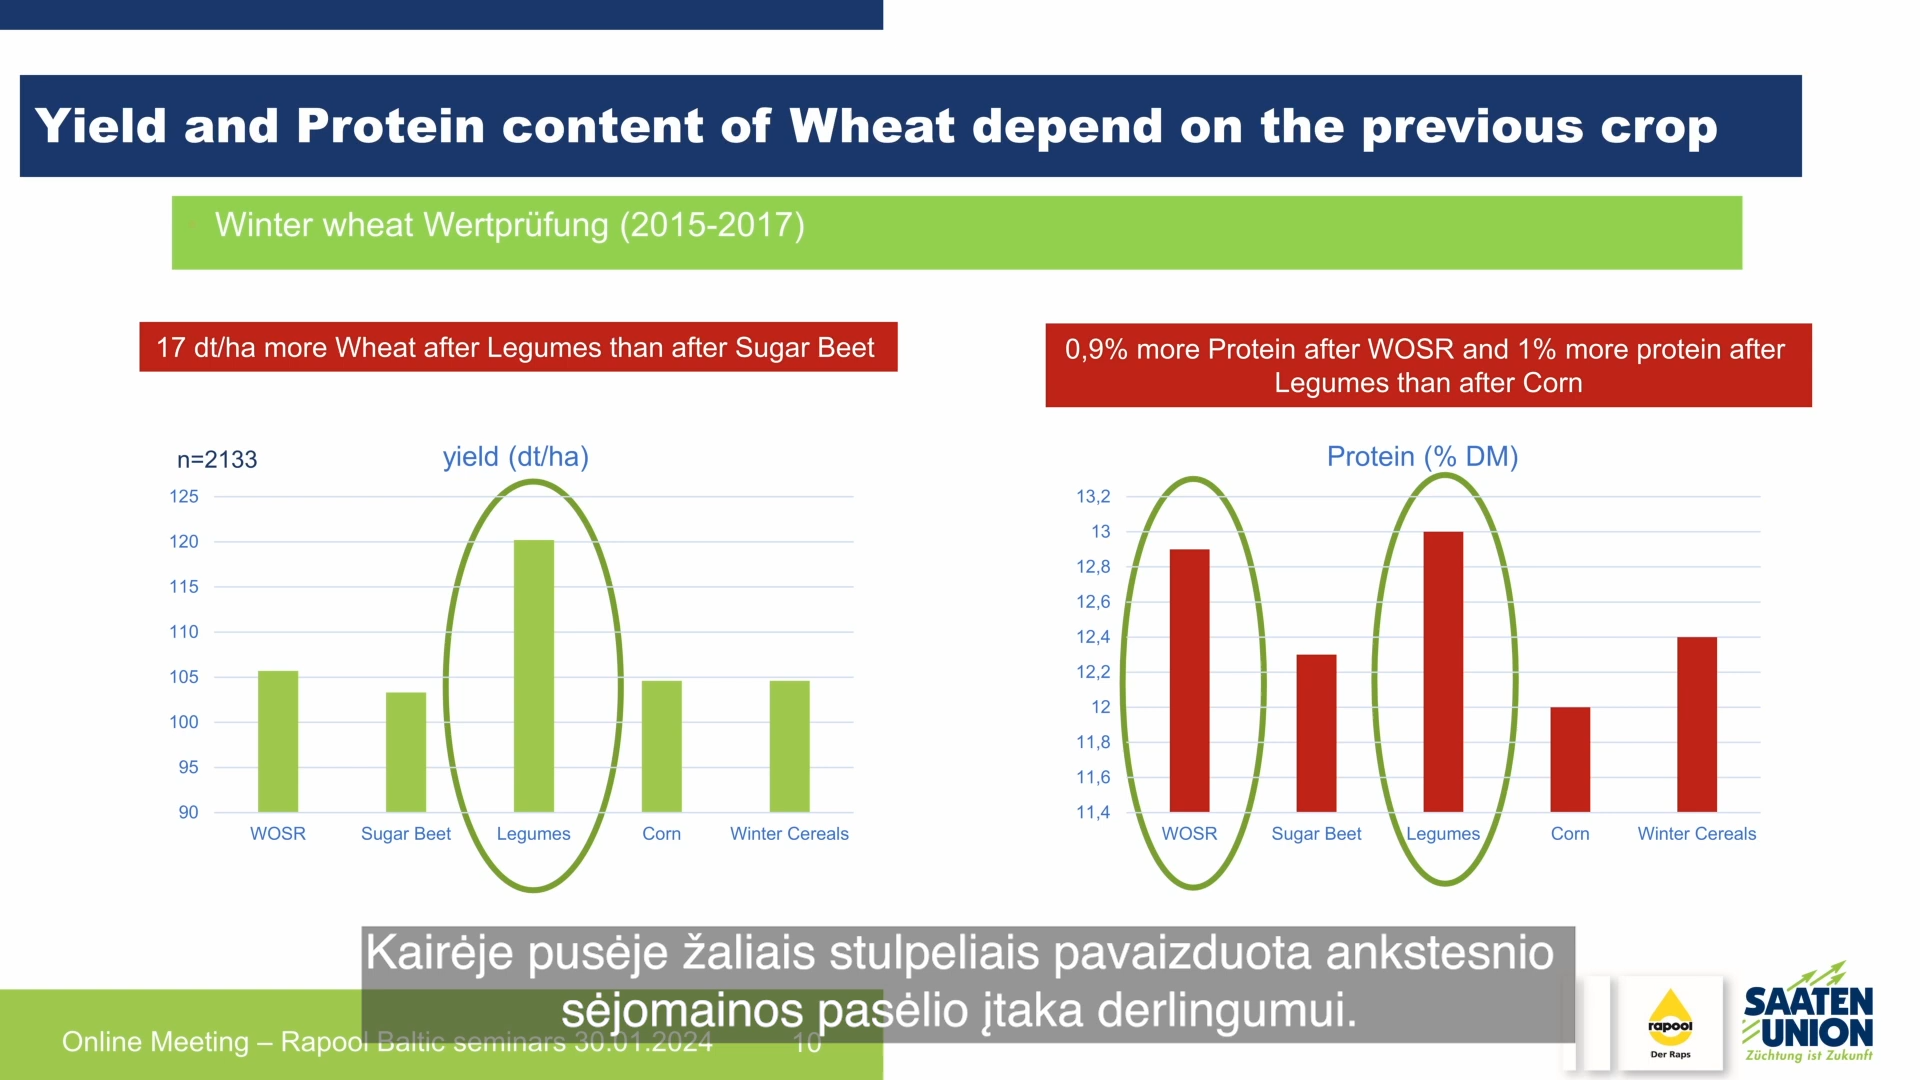 Yield and Protein content of Wheat depend on the previous crop
Winter wheat Wertprüfung (2015-2017)
17 dt/ha more Wheat after Legumes than after Sugar Beet
0,9% more Protein after WOSR and 1% more protein after
Legumes than after Corn
n=2133
yield (dt/ha)
125
120
115
110
105
100
95
90
WOSR Sugar Beet Legumes Corn Winter Cereals
Protein (% DM)
13,2
13
12,8
12,6
12,4
12,2
12
11,8
11,6
11,4
WOSR Sugar Beet Legumes Corn Winter Cereals
Kairėje pusėje žaliais stulpeliais pavaizduota ankstesnio
sėjomainos pasėlio įtaka derlingumui.
Online Meeting – Rapool Baltic seminars 30.01.2024 10
rapool
Der Raps
SAATEN
UNION
Züchtung ist Zukunft